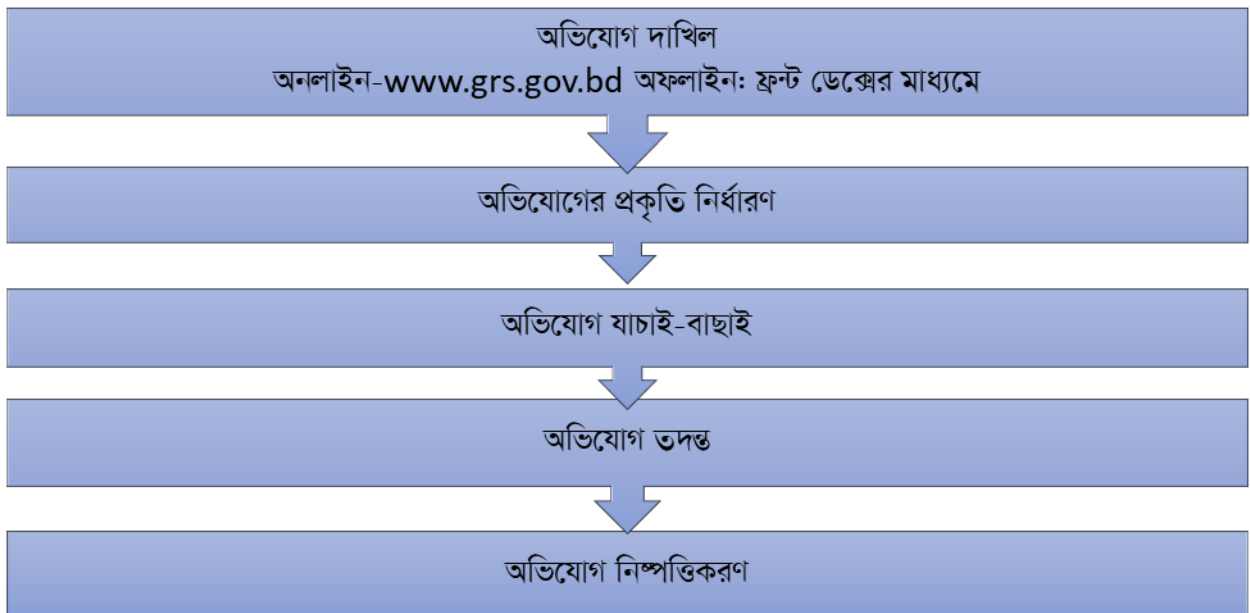 অভিযোগ দাখিল
অনলাইন-www.grs.gov.bd অফলাইন: ফ্রন্ট ডেক্সের মাধ্যমে
অভিযোগের প্রকৃতি নির্ধারণ
অভিযোগ যাচাই-বাছাই
অভিযোগ তদন্ত
অভিযোগ নিষ্পত্তিকরণ